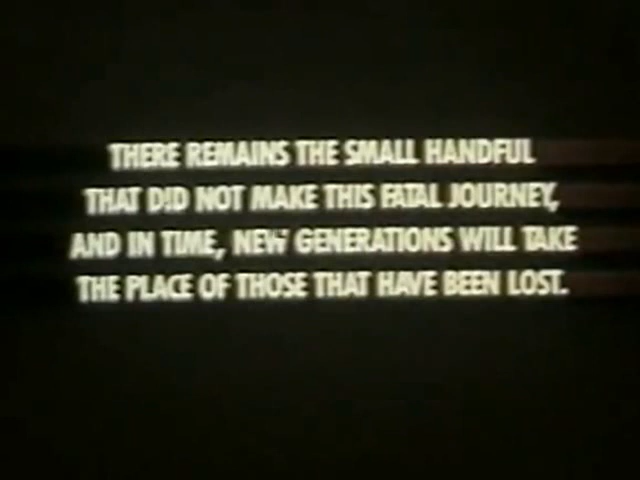 THERE REMAINS THE SMALL HANDFUL
THAT DID NOT MAKE THIS FATAL JOURNEY,
AND IN TIME, NEW GENERATIONS WILL TAKE
THE PLACE OF THOSE THAT HAVE BEEN LOST.